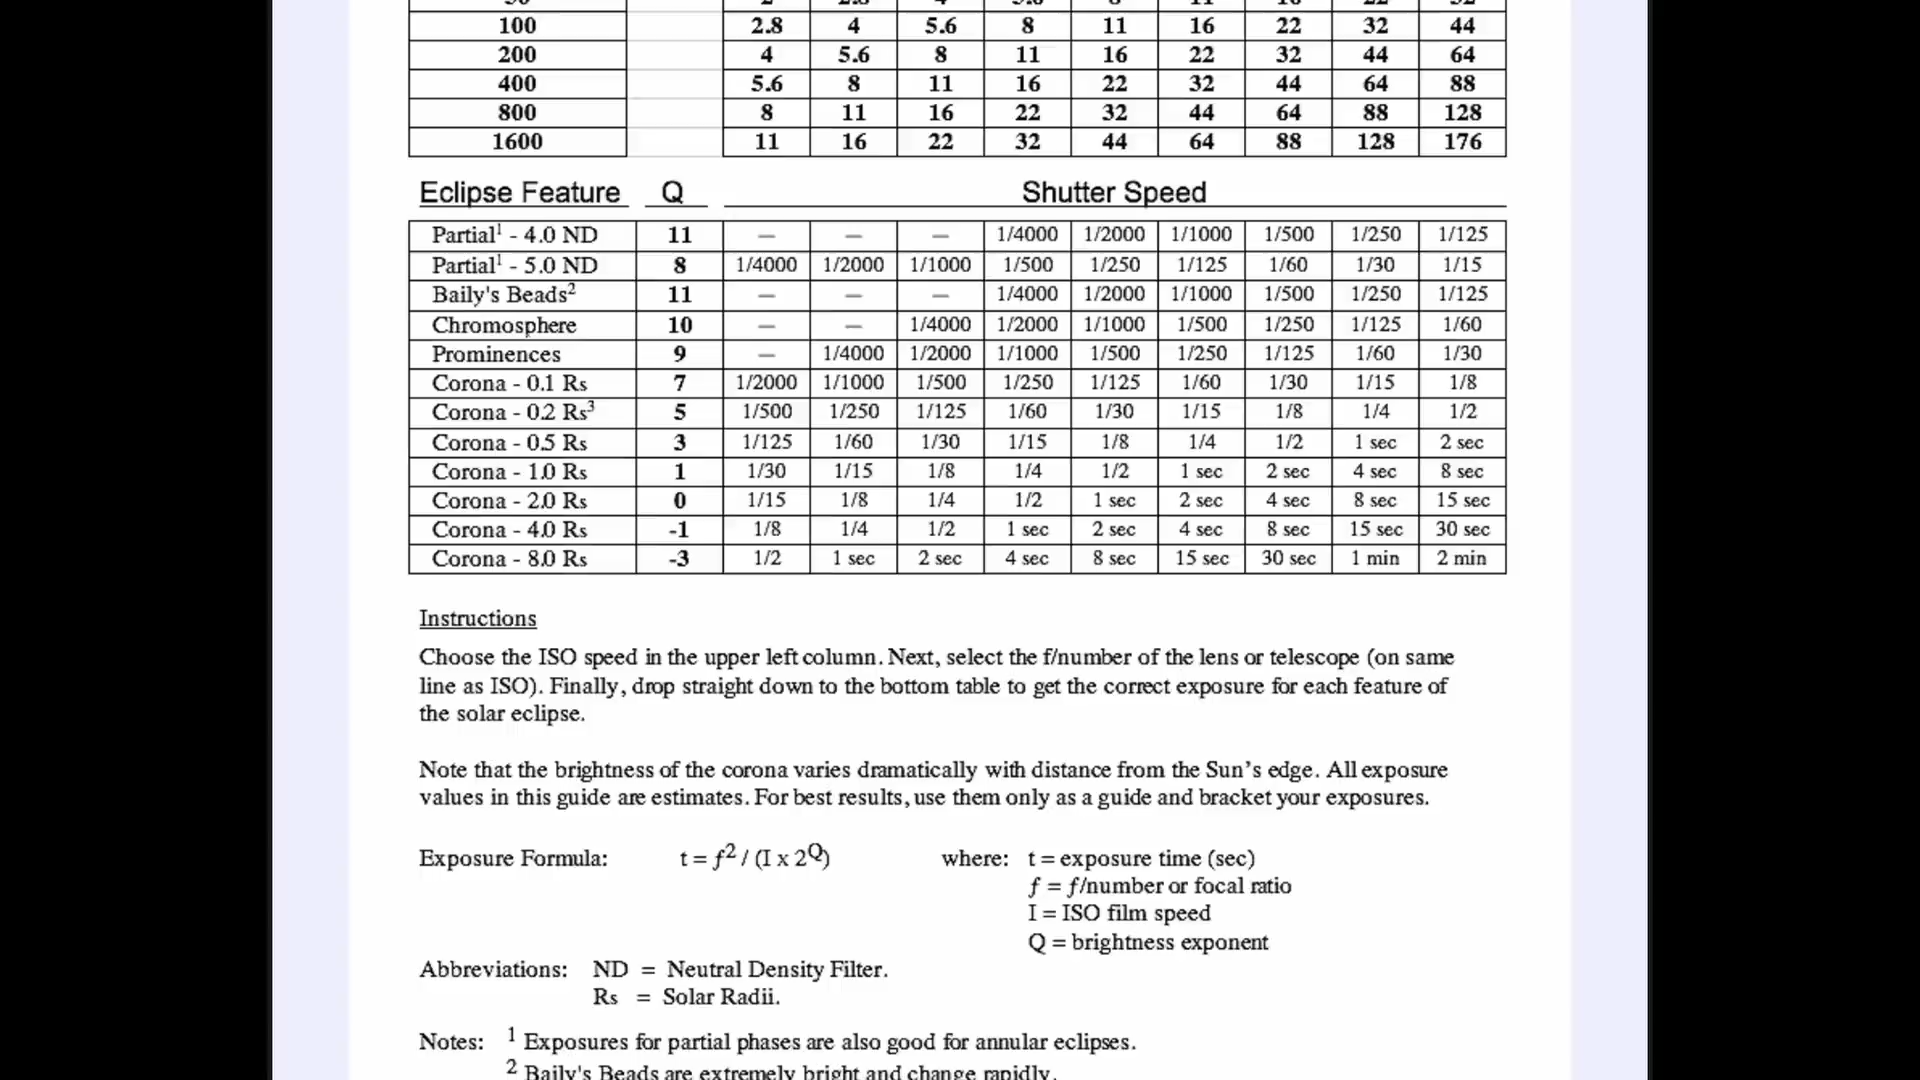 50 2 2.8 4 5.6 8 11 16 22 32
100 2.8 4 5.6 8 11 16 22 32 44
200 4 5.6 8 11 16 22 32 44 64
400 5.6 8 11 16 22 32 44 64 88
800 8 11 16 22 32 44 64 88 128
1600 11 16 22 32 44 64 88 128 176
Eclipse Feature Q Shutter Speed
Partial¹ - 4.0 ND 11 — — — 1/4000 1/2000 1/1000 1/500 1/250 1/125
Partial¹ - 5.0 ND 8 1/4000 1/2000 1/1000 1/500 1/250 1/125 1/60 1/30 1/15
Baily's Beads² 11 — — — 1/4000 1/2000 1/1000 1/500 1/250 1/125
Chromosphere 10 — — 1/4000 1/2000 1/1000 1/500 1/250 1/125 1/60
Prominences 9 — 1/4000 1/2000 1/1000 1/500 1/250 1/125 1/60 1/30
Corona - 0.1 Rs 7 1/2000 1/1000 1/500 1/250 1/125 1/60 1/30 1/15 1/8
Corona - 0.2 Rs³ 5 1/500 1/250 1/125 1/60 1/30 1/15 1/8 1/4 1/2
Corona - 0.5 Rs 3 1/125 1/60 1/30 1/15 1/8 1/4 1/2 1 sec 2 sec
Corona - 1.0 Rs 1 1/30 1/15 1/8 1/4 1/2 1 sec 2 sec 4 sec 8 sec
Corona - 2.0 Rs 0 1/15 1/8 1/4 1/2 1 sec 2 sec 4 sec 8 sec 15 sec
Corona - 4.0 Rs -1 1/8 1/4 1/2 1 sec 2 sec 4 sec 8 sec 15 sec 30 sec
Corona - 8.0 Rs -3 1/2 1 sec 2 sec 4 sec 8 sec 15 sec 30 sec 1 min 2 min
Instructions
Choose the ISO speed in the upper left column. Next, select the f/number of the lens or telescope (on same
line as ISO). Finally, drop straight down to the bottom table to get the correct exposure for each feature of
the solar eclipse.
Note that the brightness of the corona varies dramatically with distance from the Sun's edge. All exposure
values in this guide are estimates. For best results, use them only as a guide and bracket your exposures.
Exposure Formula: t = f² / (I x 2^Q) where: t = exposure time (sec)
f = f/number or focal ratio
I = ISO film speed
Q = brightness exponent
Abbreviations: ND = Neutral Density Filter.
Rs = Solar Radii.
Notes: ¹ Exposures for partial phases are also good for annular eclipses.
² Baily's Beads are extremely bright and change rapidly.